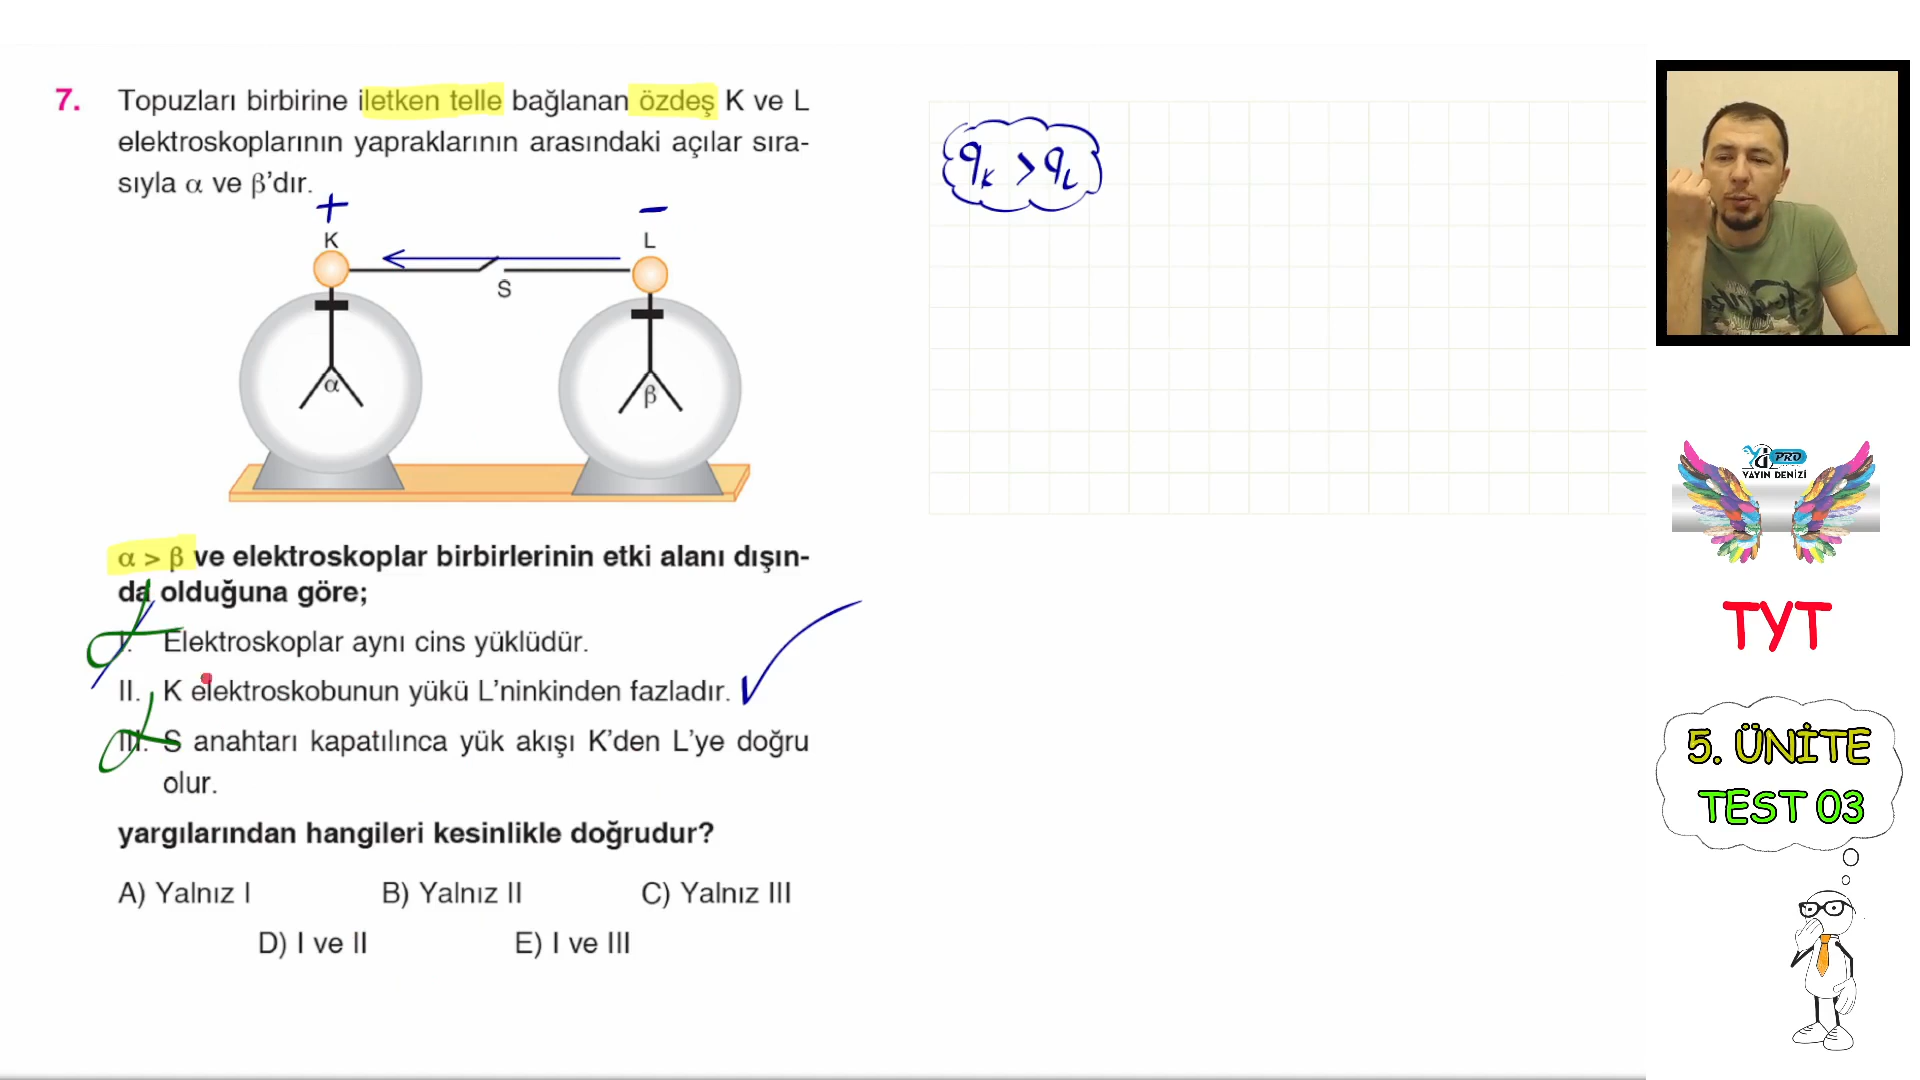 7. Topuzları birbirine iletken telle bağlanan özdeş K ve L
elektroskoplarının yapraklarının arasındaki açılar sıra-
sıyla α ve β’dır.
+ −
K L
S
α β
α > β ve elektroskoplar birbirlerinin etki alanı dışın-
da olduğuna göre;
I. Elektroskoplar aynı cins yüklüdür.
II. K elektroskobunun yükü L’ninkinden fazladır.
III. S anahtarı kapatılınca yük akışı K’den L’ye doğru
olur.
yargılarından hangileri kesinlikle doğrudur?
A) Yalnız I B) Yalnız II C) Yalnız III
D) I ve II E) I ve III
qK > qL
PRO
YAYIN DENİZİ
TYT
5. ÜNİTE
TEST 03